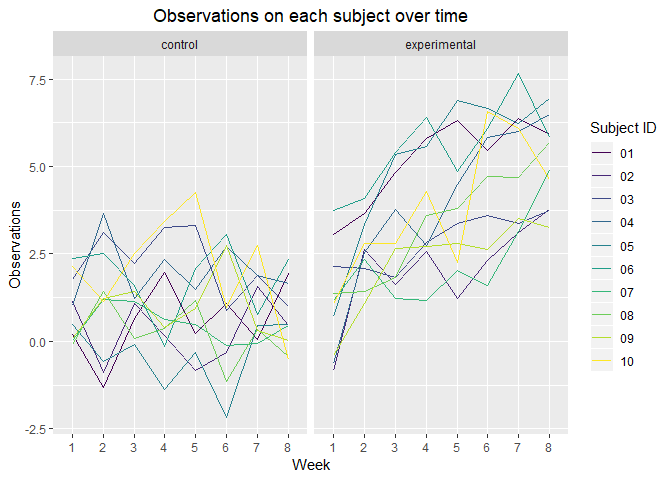 Observations on each subject over time
control experimental
7.5
5.0
2.5
0.0
-2.5
Observations
1 2 3 4 5 6 7 8 1 2 3 4 5 6 7 8
Week
Subject ID
01
02
03
04
05
06
07
08
09
10